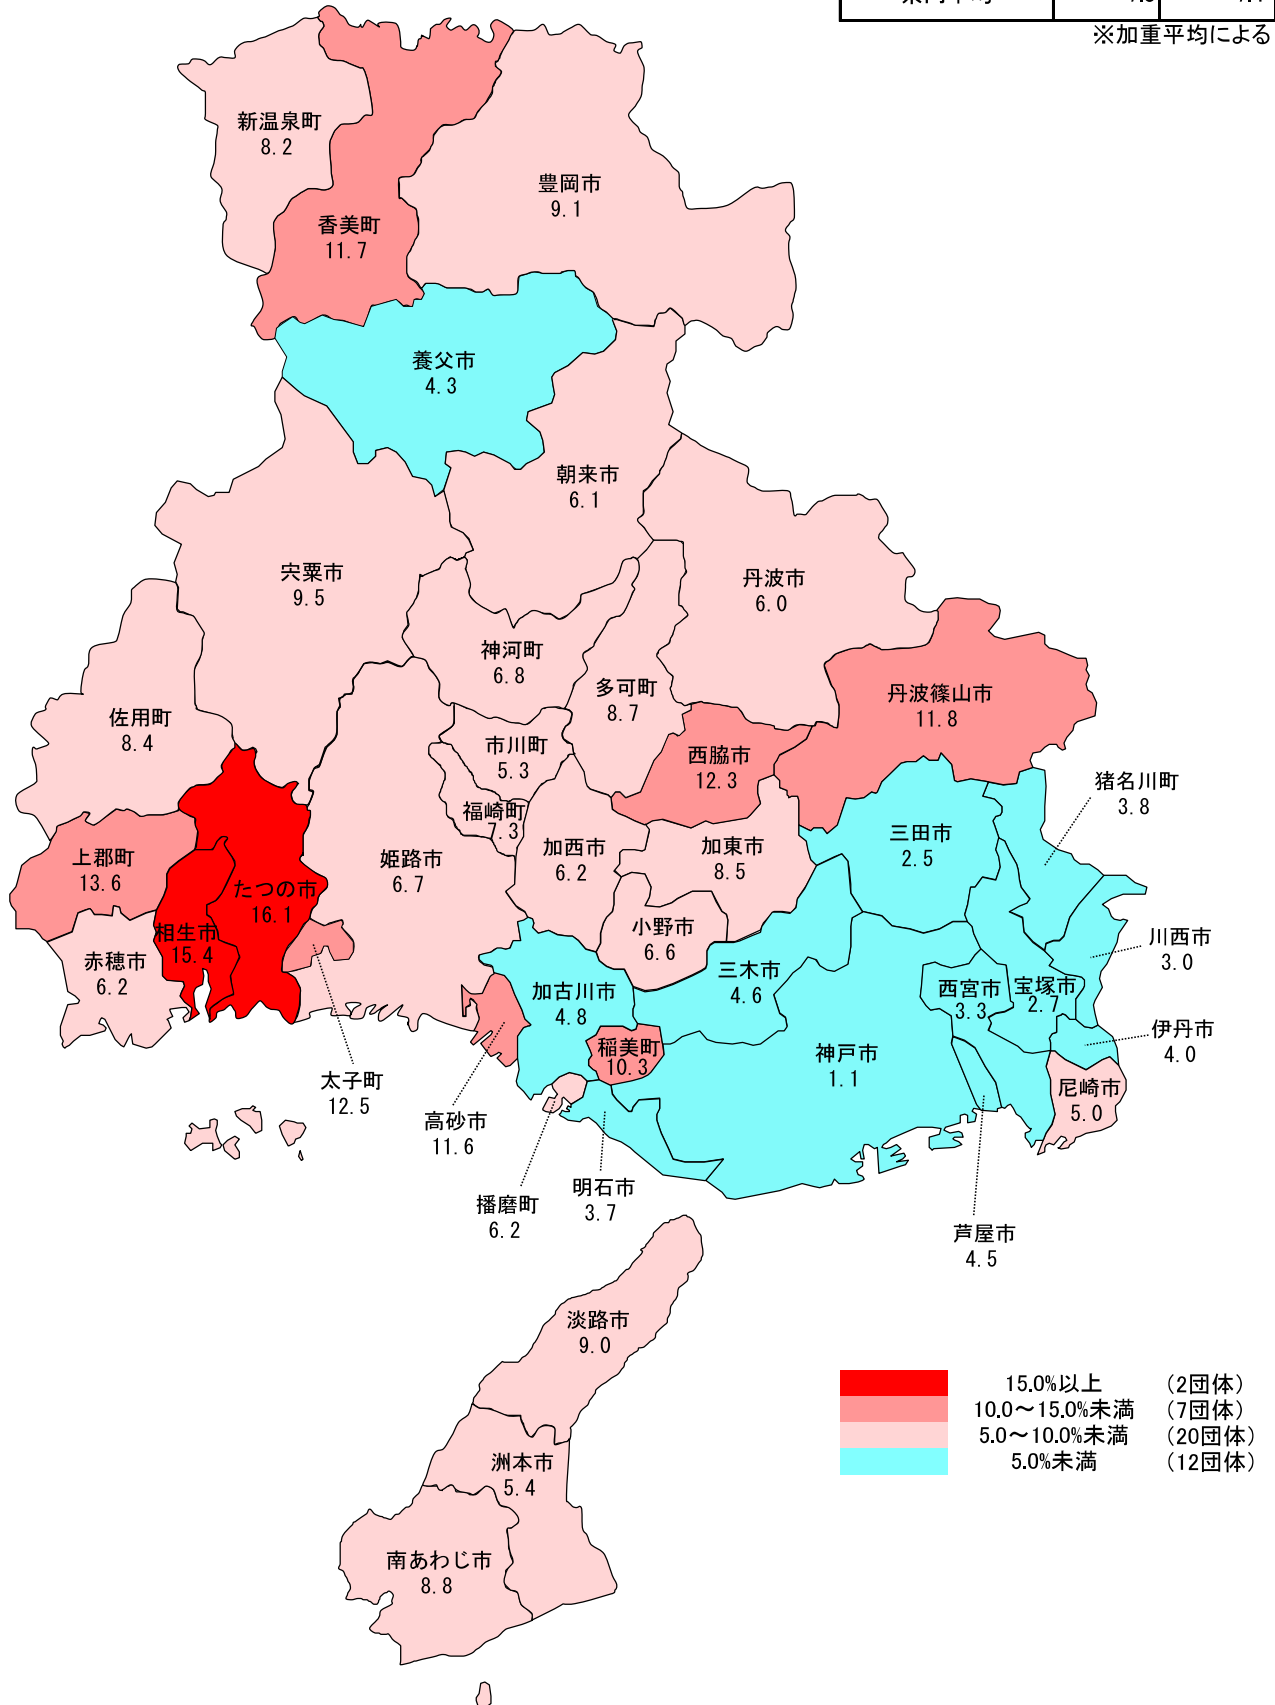 ※加重平均による
新温泉町
8.2
香美町
11.7
豊岡市
9.1
養父市
4.3
朝来市
6.1
宍粟市
9.5
丹波市
6.0
神河町
6.8
多可町
8.7
丹波篠山市
11.8
佐用町
8.4
市川町
5.3
西脇市
12.3
猪名川町
3.8
福崎町
7.3
三田市
2.5
上郡町
13.6
姫路市
6.7
加西市
6.2
加東市
8.5
たつの市
16.1
相生市
15.4
小野市
6.6
川西市
3.0
赤穂市
6.2
三木市
4.6
西宮市
3.3
宝塚市
2.7
加古川市
4.8
伊丹市
4.0
稲美町
10.3
神戸市
1.1
太子町
12.5
尼崎市
5.0
高砂市
11.6
明石市
3.7
播磨町
6.2
芦屋市
4.5
淡路市
9.0
15.0%以上 (2団体)
10.0～15.0%未満 (7団体)
5.0～10.0%未満 (20団体)
5.0%未満 (12団体)
洲本市
5.4
南あわじ市
8.8